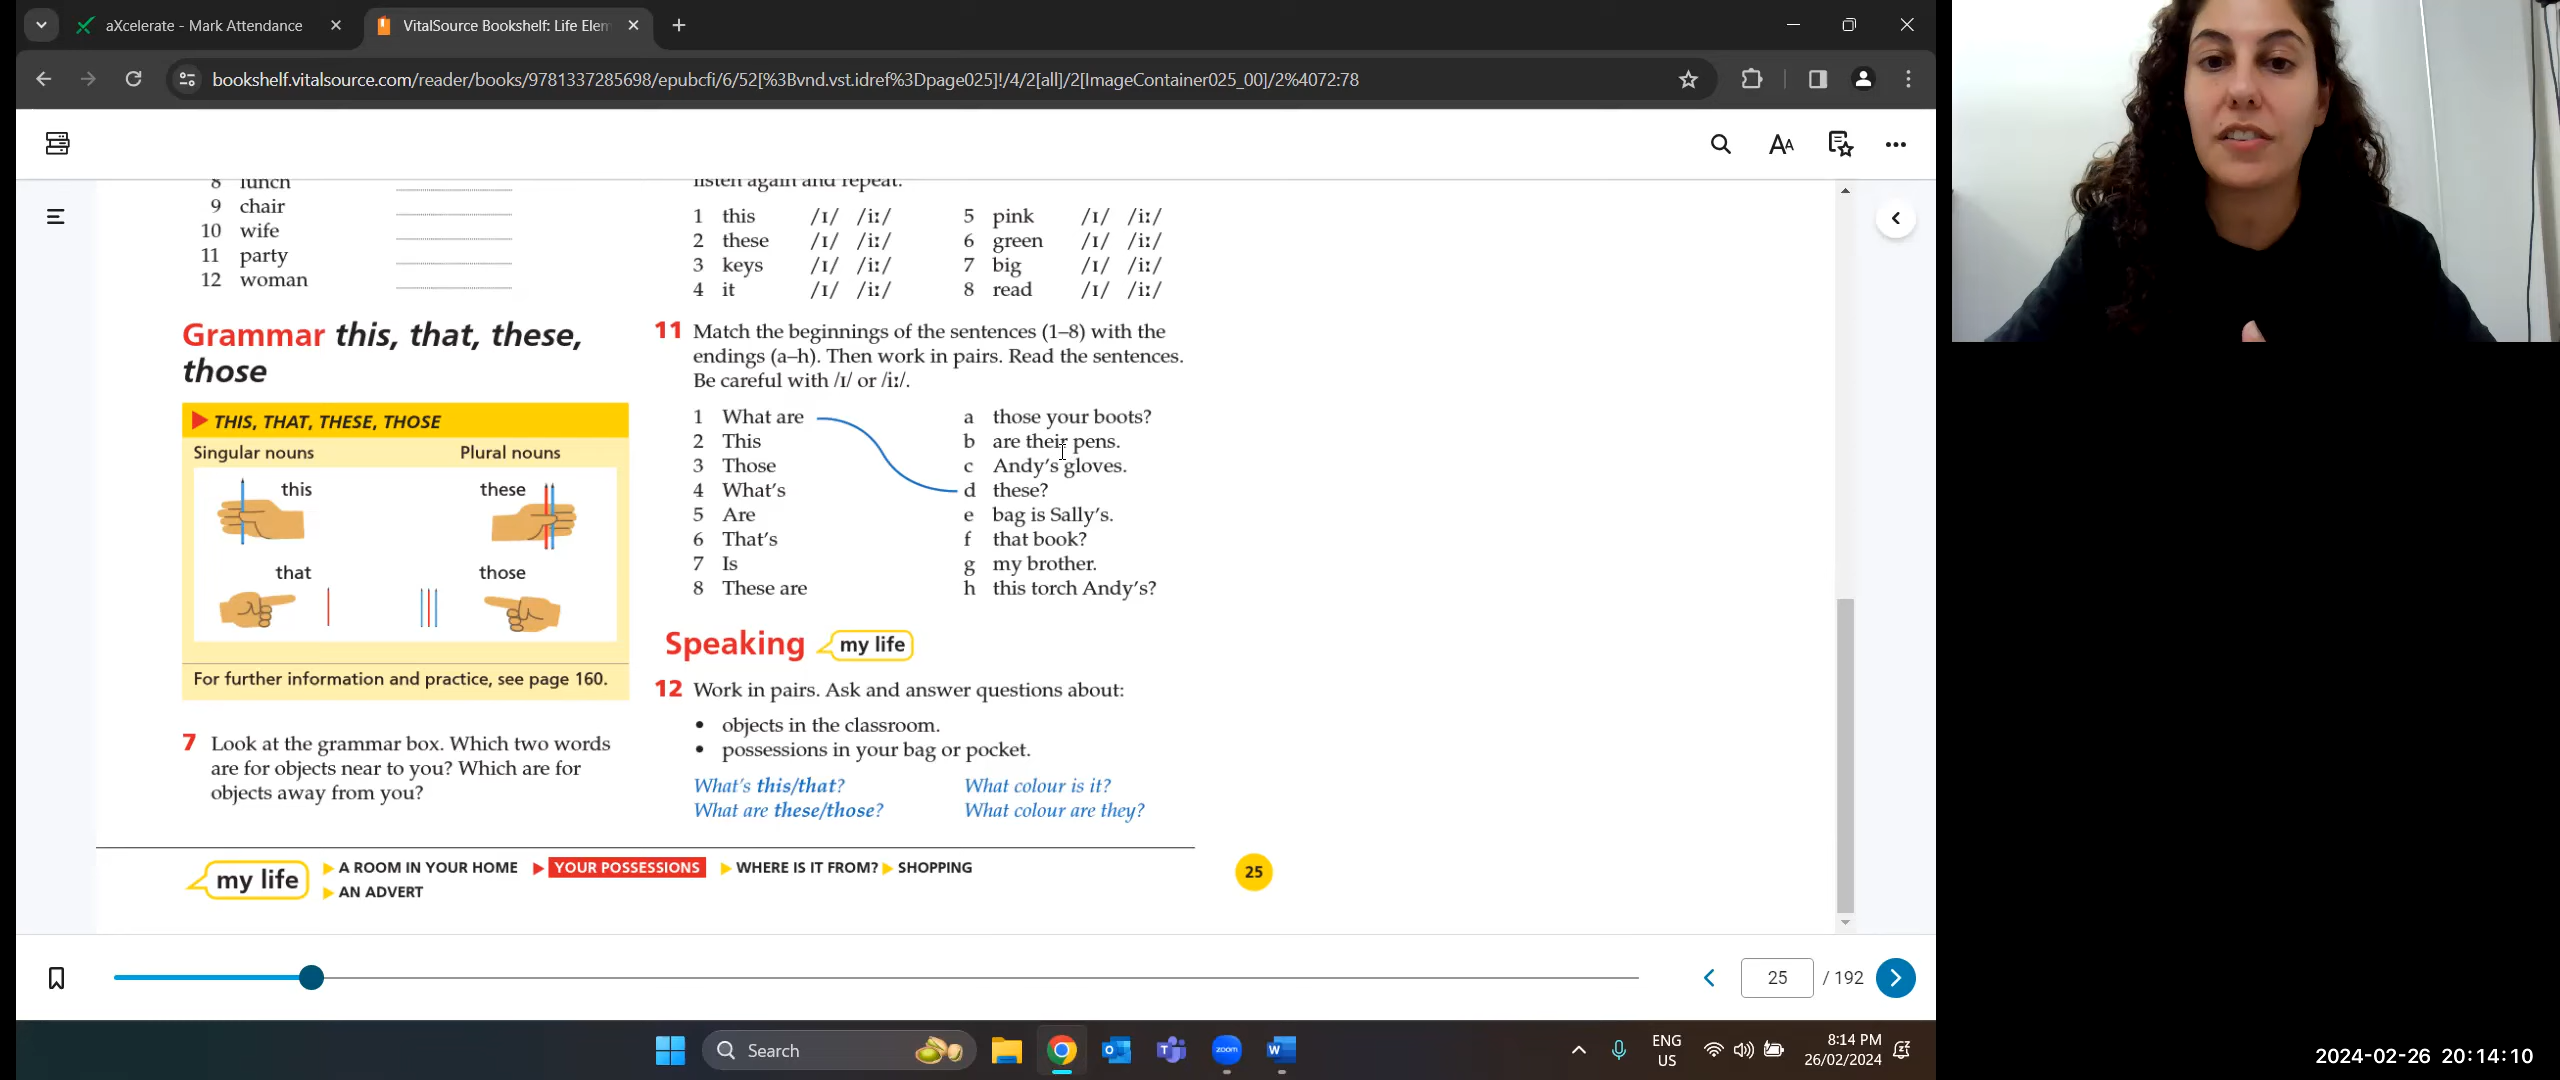 aXcelerate - Mark Attendance
VitalSource Bookshelf: Life Elem
bookshelf.vitalsource.com/reader/books/9781337285698/epubcfi/6/52[%3Bvnd.vst.idref%3Dpage025]!/4/2[all]/2[ImageContainer025_00]/2%4072:78
8 lunch
9 chair
10 wife
11 party
12 woman
Grammar this, that, these,
those
THIS, THAT, THESE, THOSE
Singular nouns Plural nouns
this these
that those
For further information and practice, see page 160.
7 Look at the grammar box. Which two words
are for objects near to you? Which are for
objects away from you?
listen again and repeat.
1 this /ɪ/ /iː/ 5 pink /ɪ/ /iː/
2 these /ɪ/ /iː/ 6 green /ɪ/ /iː/
3 keys /ɪ/ /iː/ 7 big /ɪ/ /iː/
4 it /ɪ/ /iː/ 8 read /ɪ/ /iː/
11 Match the beginnings of the sentences (1–8) with the
endings (a–h). Then work in pairs. Read the sentences.
Be careful with /ɪ/ or /iː/.
1 What are a those your boots?
2 This b are their pens.
3 Those c Andy's gloves.
4 What's d these?
5 Are e bag is Sally's.
6 That's f that book?
7 Is g my brother.
8 These are h this torch Andy's?
Speaking my life
12 Work in pairs. Ask and answer questions about:
• objects in the classroom.
• possessions in your bag or pocket.
What's this/that? What colour is it?
What are these/those? What colour are they?
my life A ROOM IN YOUR HOME YOUR POSSESSIONS WHERE IS IT FROM? SHOPPING
AN ADVERT
25
25 / 192
Search
zoom
ENG
US
8:14 PM
26/02/2024
2024-02-26 20:14:10